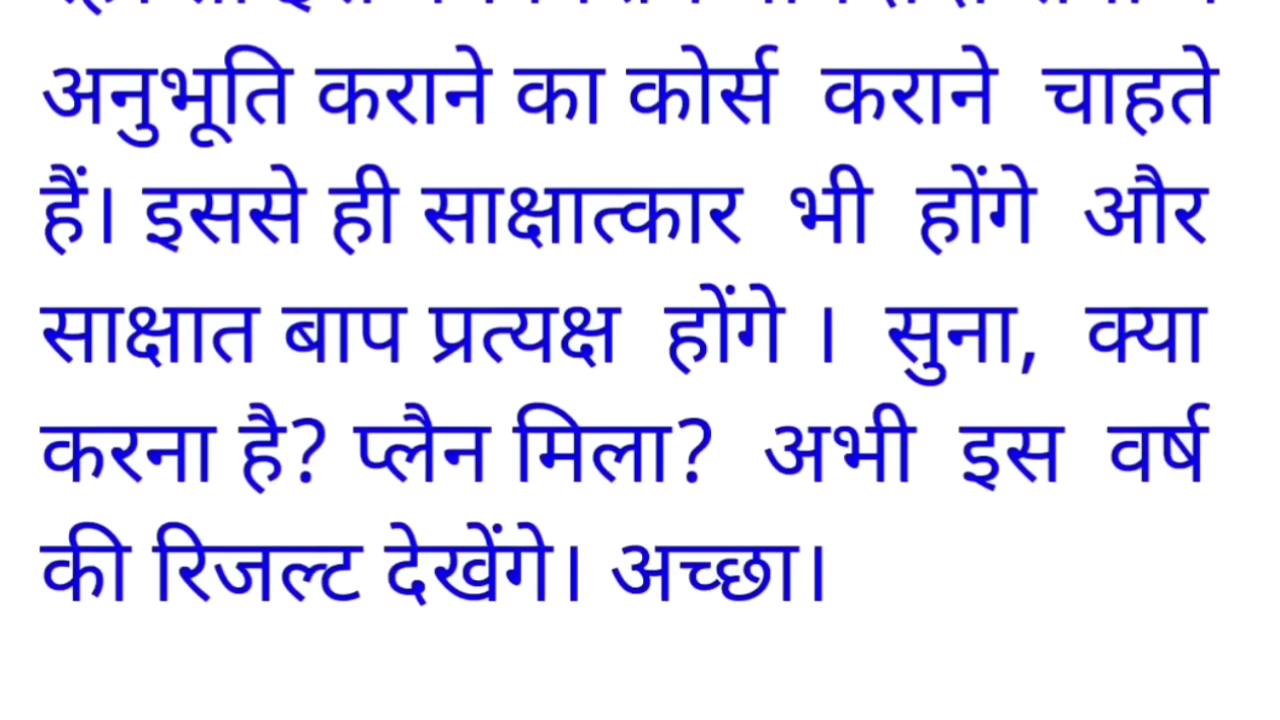 अनुभूति कराने का कोर्स कराने चाहते
हैं। इससे ही साक्षात्कार भी होंगे और
साक्षात बाप प्रत्यक्ष होंगे । सुना, क्या
करना है? प्लैन मिला? अभी इस वर्ष
की रिजल्ट देखेंगे। अच्छा।